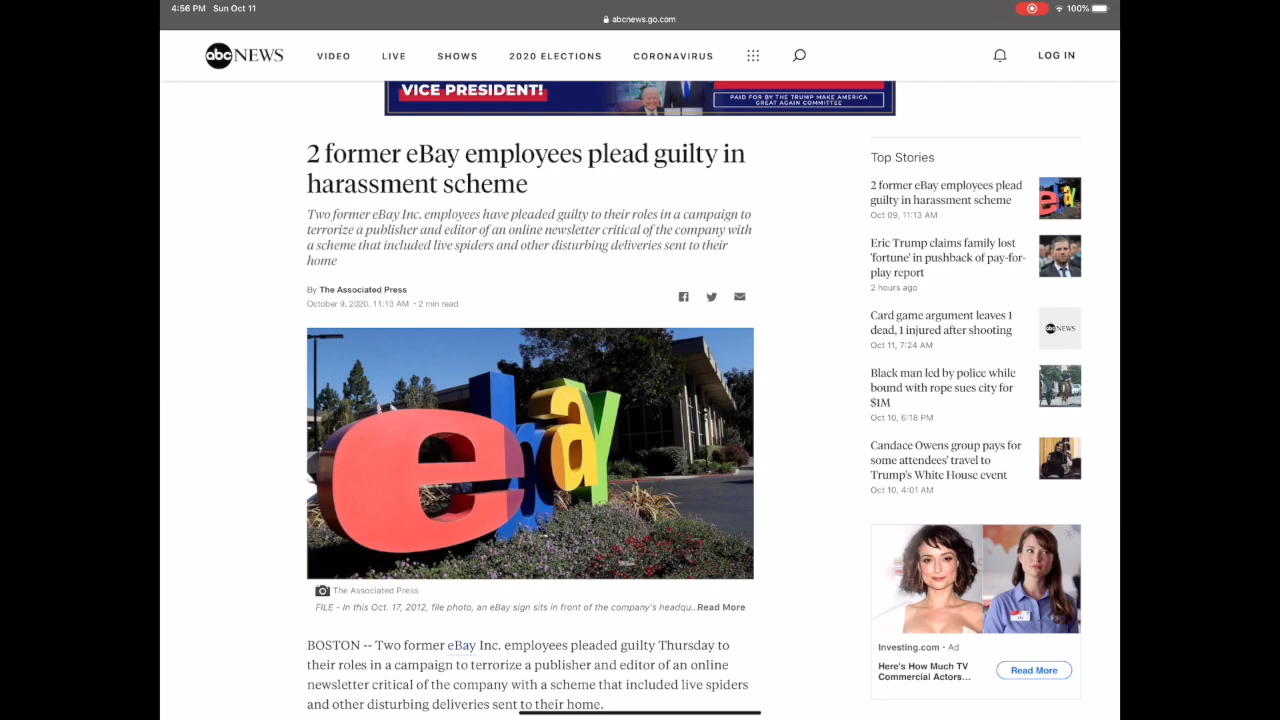 4:56 PM Sun Oct 11
100%
abcnews.go.com
abc NEWS
VIDEO
LIVE
SHOWS
2020 ELECTIONS
CORONAVIRUS
LOG IN
VICE PRESIDENT!
PAID FOR BY THE TRUMP MAKE AMERICA
GREAT AGAIN COMMITTEE
2 former eBay employees plead guilty in
harassment scheme
Two former eBay Inc. employees have pleaded guilty to their roles in a campaign to
terrorize a publisher and editor of an online newsletter critical of the company with
a scheme that included live spiders and other disturbing deliveries sent to their
home
By The Associated Press
October 9, 2020, 11:13 AM • 2 min read
ebay
The Associated Press
FILE - In this Oct. 17, 2012, file photo, an eBay sign sits in front of the company's headqu...Read More
BOSTON -- Two former eBay Inc. employees pleaded guilty Thursday to
their roles in a campaign to terrorize a publisher and editor of an online
newsletter critical of the company with a scheme that included live spiders
and other disturbing deliveries sent to their home.
Top Stories
2 former eBay employees plead
guilty in harassment scheme
Oct 09, 11:13 AM
Eric Trump claims family lost
'fortune' in pushback of pay-for-
play report
2 hours ago
Card game argument leaves 1
dead, 1 injured after shooting
Oct 11, 7:24 AM
abc NEWS
Black man led by police while
bound with rope sues city for
$1M
Oct 10, 6:18 PM
Candace Owens group pays for
some attendees' travel to
Trump's White House event
Oct 10, 4:01 AM
Investing.com • Ad
Here's How Much TV
Commercial Actors...
Read More